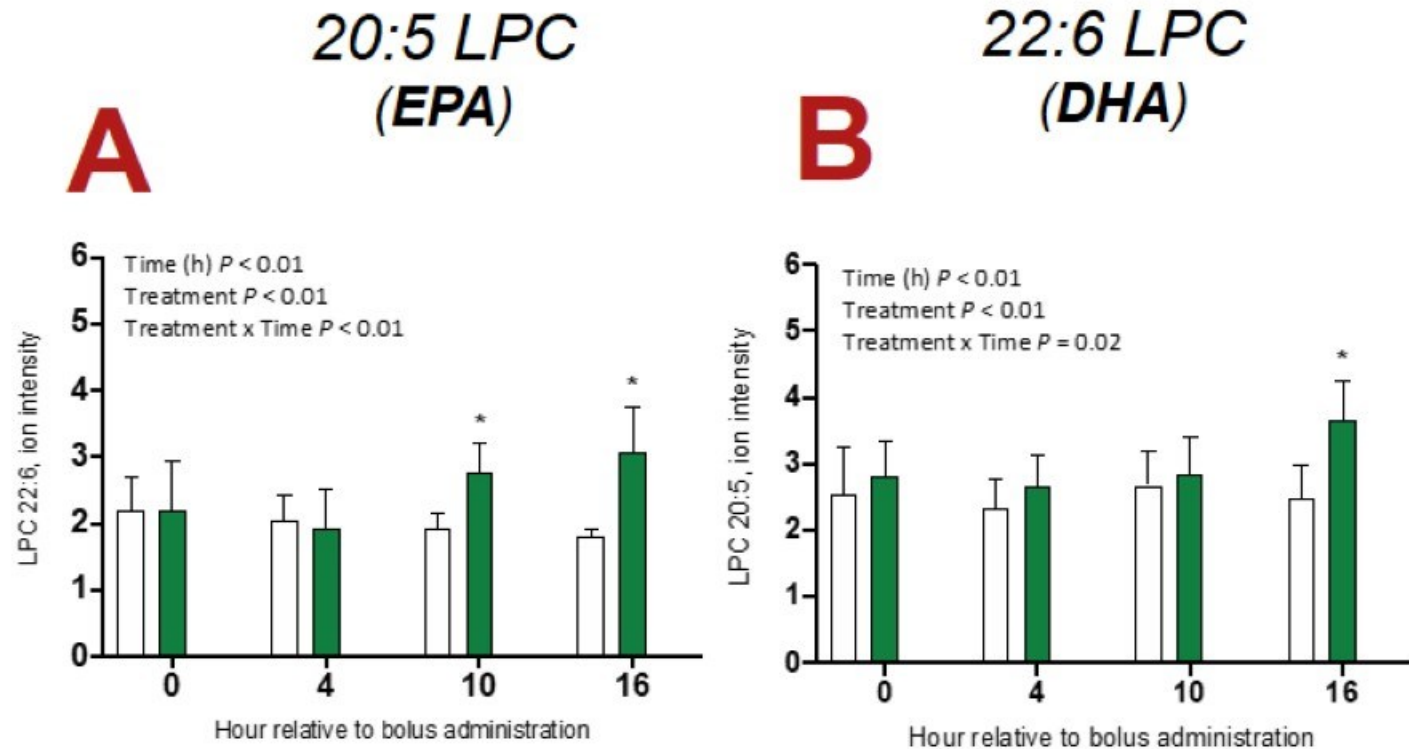 20:5 LPC
(EPA)
A
Time (h) P < 0.01
Treatment P < 0.01
Treatment x Time P < 0.01
LPC 22:6, ion intensity
6
5
4
3
2
1
0
*
*
0 4 10 16
Hour relative to bolus administration
22:6 LPC
(DHA)
B
Time (h) P < 0.01
Treatment P < 0.01
Treatment x Time P = 0.02
LPC 20:5, ion intensity
6
5
4
3
2
1
0
*
0 4 10 16
Hour relative to bolus administration